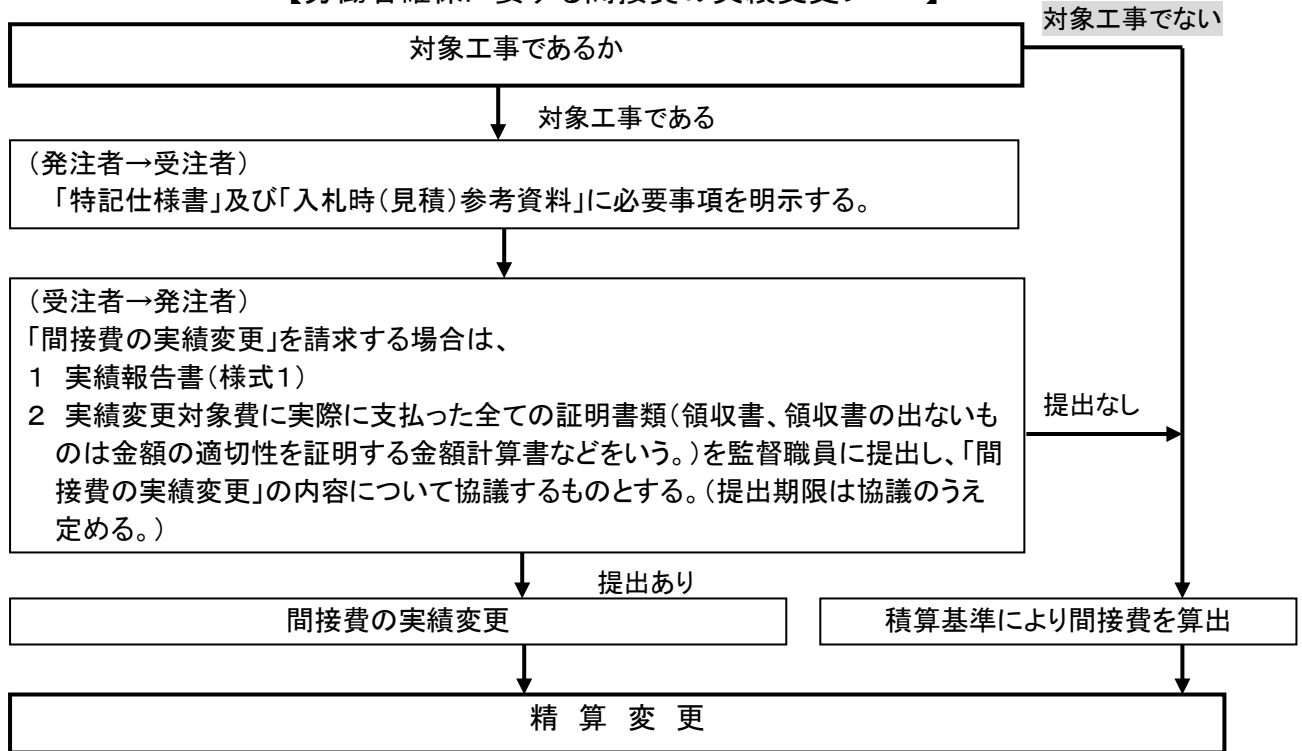 対象工事でない
対象工事であるか
対象工事である
（発注者→受注者）
「特記仕様書」及び「入札時（見積）参考資料」に必要事項を明示する。
（受注者→発注者）
「間接費の実績変更」を請求する場合は、
１ 実績報告書（様式１）
２ 実績変更対象費に実際に支払った全ての証明書類（領収書、領収書の出ないも
のは金額の適切性を証明する金額計算書などをいう。）を監督職員に提出し、「間
接費の実績変更」の内容について協議するものとする。（提出期限は協議のうえ
定める。）
提出なし
提出あり
間接費の実績変更
積算基準により間接費を算出
精 算 変 更